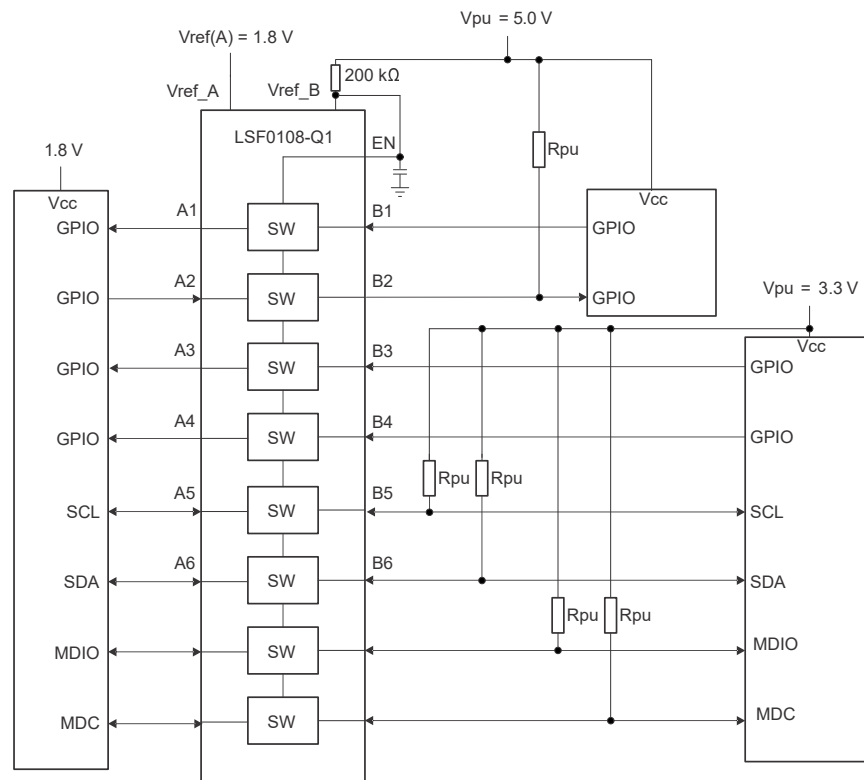 Vpu = 5.0 V
Vref(A) = 1.8 V
200 kΩ
Vref_A
Vref_B
LSF0108-Q1
EN
Rpu
1.8 V
Vcc
Vcc
A1
B1
GPIO
SW
GPIO
A2
B2
GPIO
SW
GPIO
Vpu = 3.3 V
Vcc
A3
B3
GPIO
SW
GPIO
A4
B4
GPIO
SW
GPIO
Rpu
Rpu
A5
B5
SCL
SW
SCL
A6
B6
SDA
SW
SDA
Rpu
Rpu
MDIO
SW
MDIO
MDC
SW
MDC